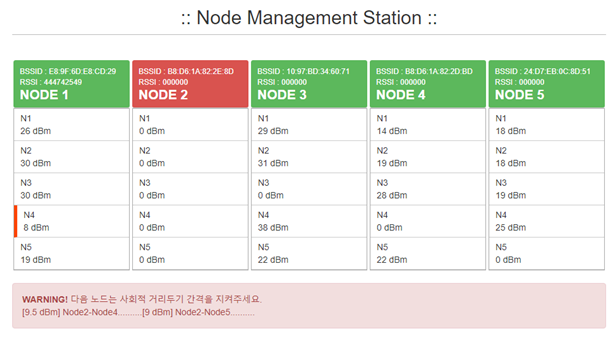 :: Node Management Station ::
BSSID : E8:9F:6D:E8:CD:29
RSSI : 444742549
NODE 1
N1
26 dBm
N2
30 dBm
N3
30 dBm
N4
8 dBm
N5
19 dBm
BSSID : B8:D6:1A:82:2E:8D
RSSI : 000000
NODE 2
N1
0 dBm
N2
0 dBm
N3
0 dBm
N4
0 dBm
N5
0 dBm
BSSID : 10:97:BD:34:60:71
RSSI : 000000
NODE 3
N1
29 dBm
N2
31 dBm
N3
0 dBm
N4
38 dBm
N5
22 dBm
BSSID : B8:D6:1A:82:2D:BD
RSSI : 000000
NODE 4
N1
14 dBm
N2
19 dBm
N3
28 dBm
N4
0 dBm
N5
22 dBm
BSSID : 24:D7:EB:0C:8D:51
RSSI : 000000
NODE 5
N1
18 dBm
N2
18 dBm
N3
19 dBm
N4
25 dBm
N5
0 dBm
WARNING! 다음 노드는 사회적 거리두기 간격을 지켜주세요.
[9.5 dBm] Node2-Node4..........[9 dBm] Node2-Node5..........